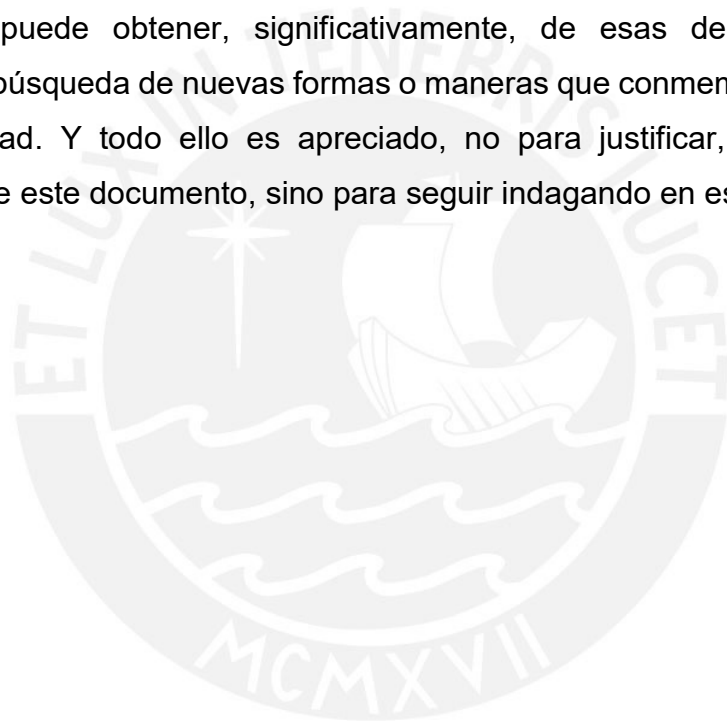 puede obtener, significativamente, de esas de
búsqueda de nuevas formas o maneras que conmen
ad. Y todo ello es apreciado, no para justificar,
e este documento, sino para seguir indagando en es
ET LUX IN TENEBRIS LUCET
MCMXVII